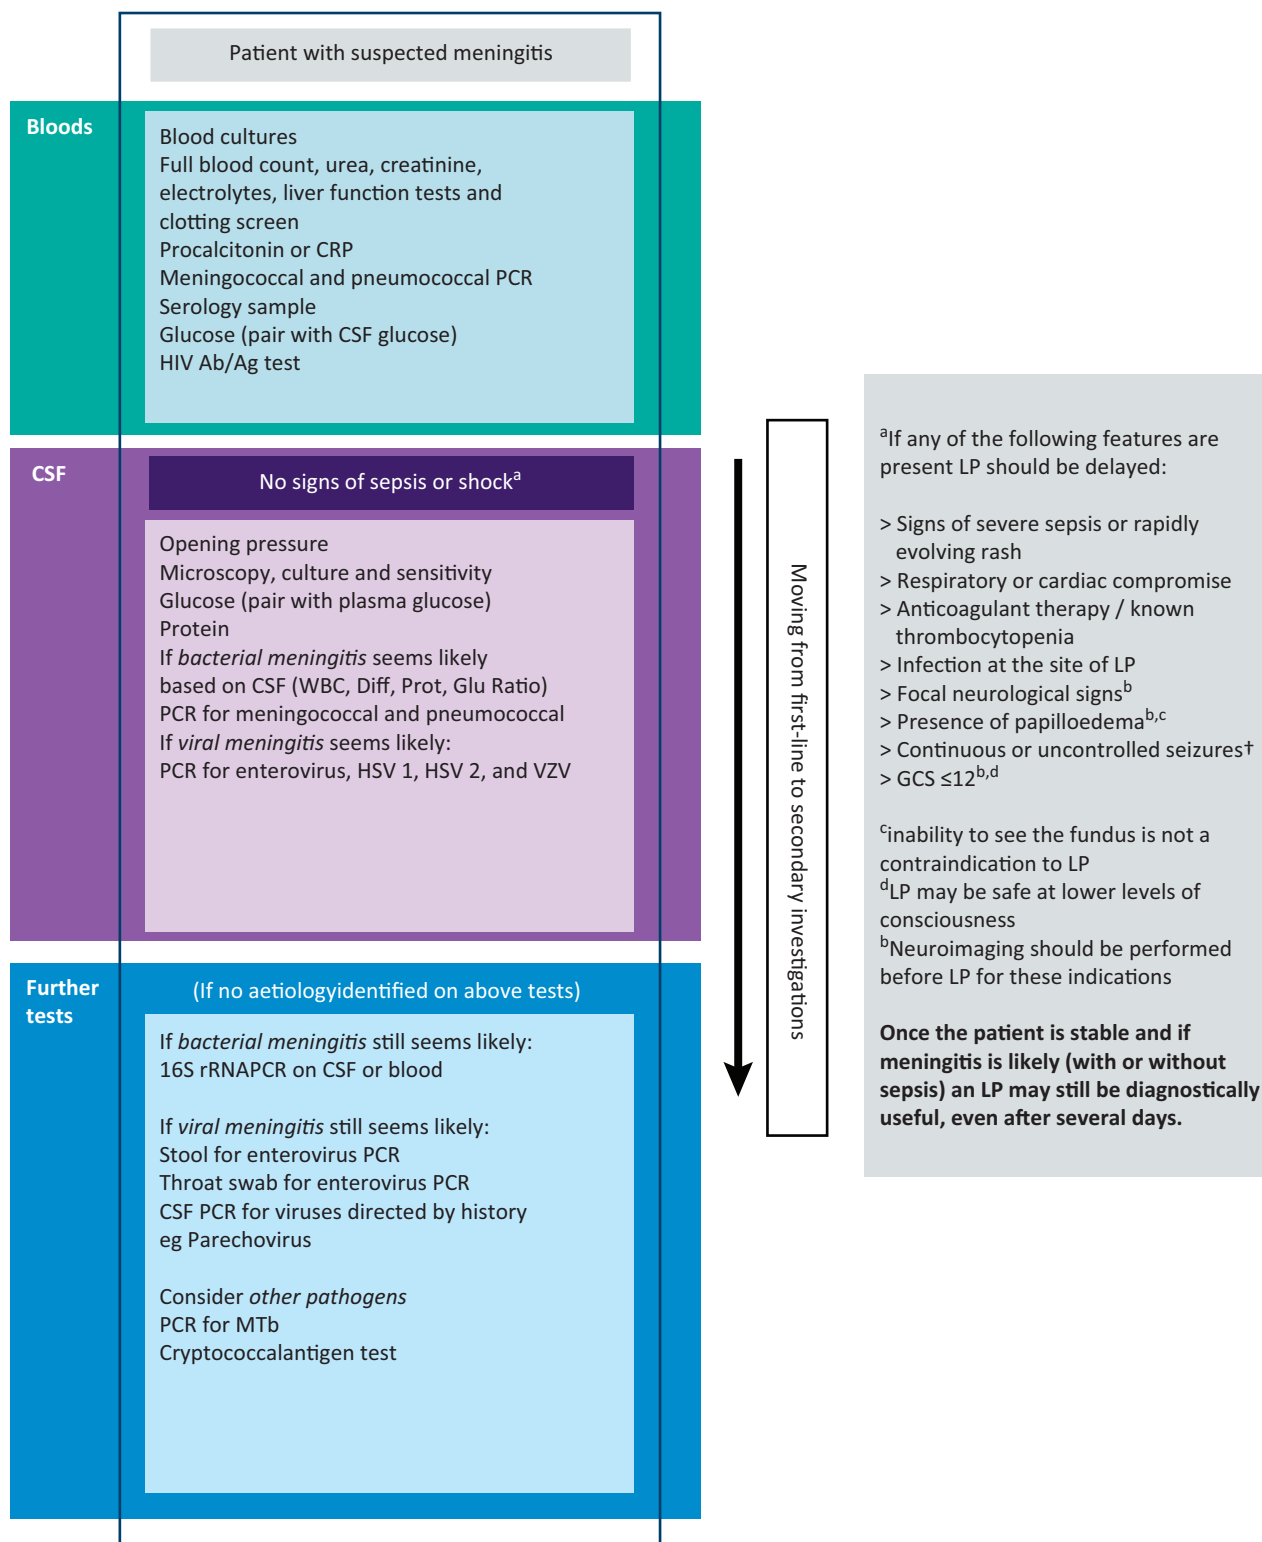 Patient with suspected meningitis
Bloods
Blood cultures
Full blood count, urea, creatinine,
electrolytes, liver function tests and
clotting screen
Procalcitonin or CRP
Meningococcal and pneumococcal PCR
Serology sample
Glucose (pair with CSF glucose)
HIV Ab/Ag test
CSF
No signs of sepsis or shockᵃ
Opening pressure
Microscopy, culture and sensitivity
Glucose (pair with plasma glucose)
Protein
If bacterial meningitis seems likely
based on CSF (WBC, Diff, Prot, Glu Ratio)
PCR for meningococcal and pneumococcal
If viral meningitis seems likely:
PCR for enterovirus, HSV 1, HSV 2, and VZV
Further
tests
(If no aetiologyidentified on above tests)
If bacterial meningitis still seems likely:
16S rRNAPCR on CSF or blood
If viral meningitis still seems likely:
Stool for enterovirus PCR
Throat swab for enterovirus PCR
CSF PCR for viruses directed by history
eg Parechovirus
Consider other pathogens
PCR for MTb
Cryptococcalantigen test
Moving from first-line to secondary investigations
ᵃIf any of the following features are
present LP should be delayed:
> Signs of severe sepsis or rapidly
evolving rash
> Respiratory or cardiac compromise
> Anticoagulant therapy / known
thrombocytopenia
> Infection at the site of LP
> Focal neurological signsᵇ
> Presence of papilloedemaᵇ,ᶜ
> Continuous or uncontrolled seizures†
> GCS ≤12ᵇ,ᵈ
ᶜinability to see the fundus is not a
contraindication to LP
ᵈLP may be safe at lower levels of
consciousness
ᵇNeuroimaging should be performed
before LP for these indications
Once the patient is stable and if
meningitis is likely (with or without
sepsis) an LP may still be diagnostically
useful, even after several days.